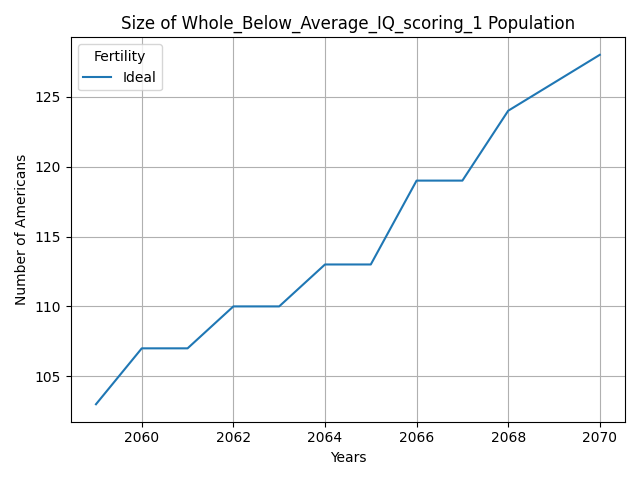 Size of Whole_Below_Average_IQ_scoring_1 Population
Fertility
Ideal
Number of Americans
125
120
115
110
105
2060 2062 2064 2066 2068 2070
Years